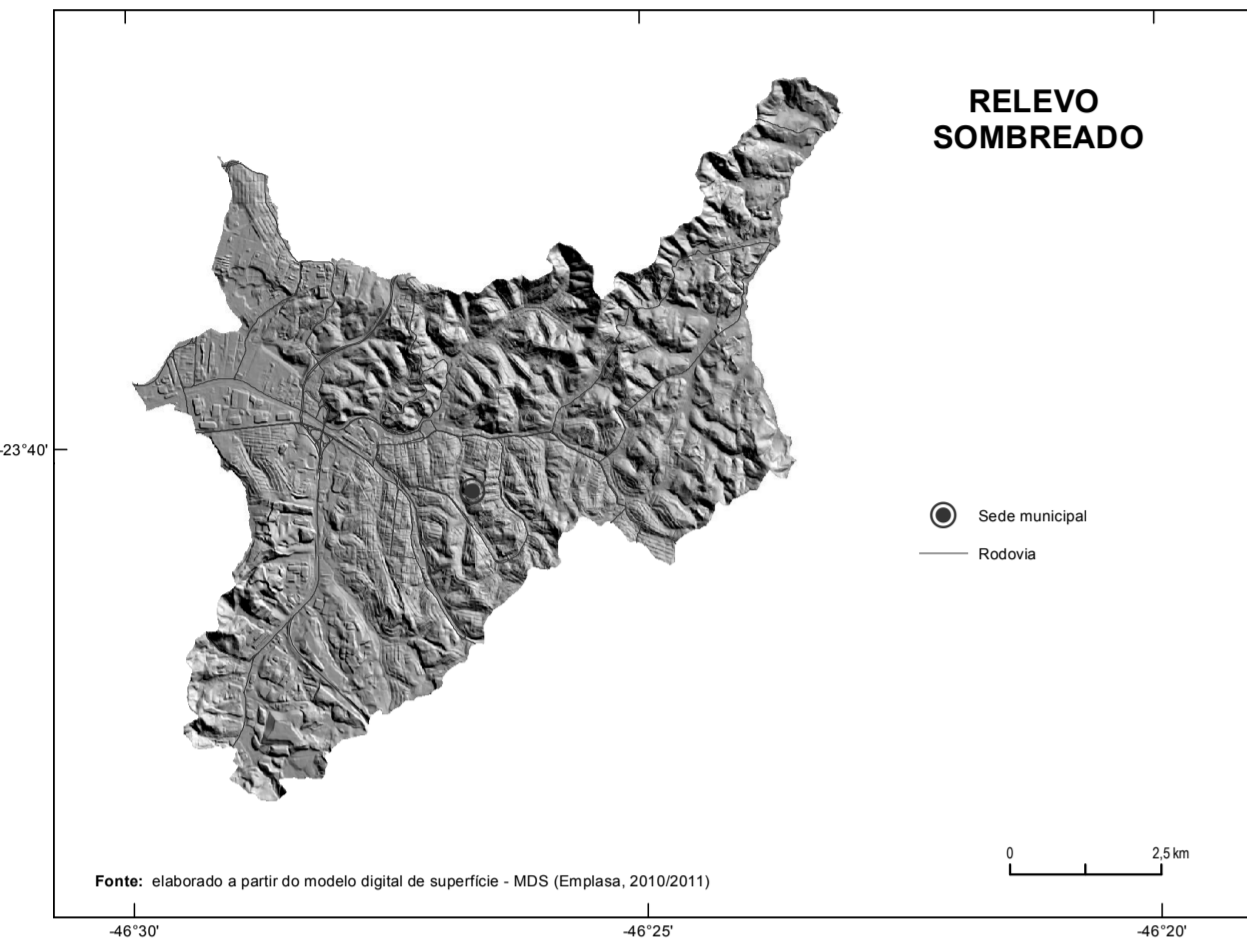 RELEVO
SOMBREADO
-23°40'
Sede municipal
Rodovia
0 2,5 km
Fonte: elaborado a partir do modelo digital de superfície - MDS (Emplasa, 2010/2011)
-46°30' -46°25' -46°20'